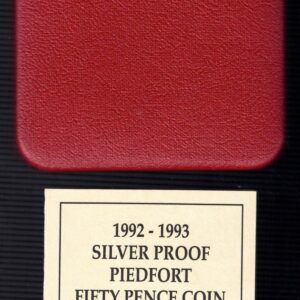 1992 - 1993
SILVER PROOF
PIEDFORT
FIFTY PENCE COIN